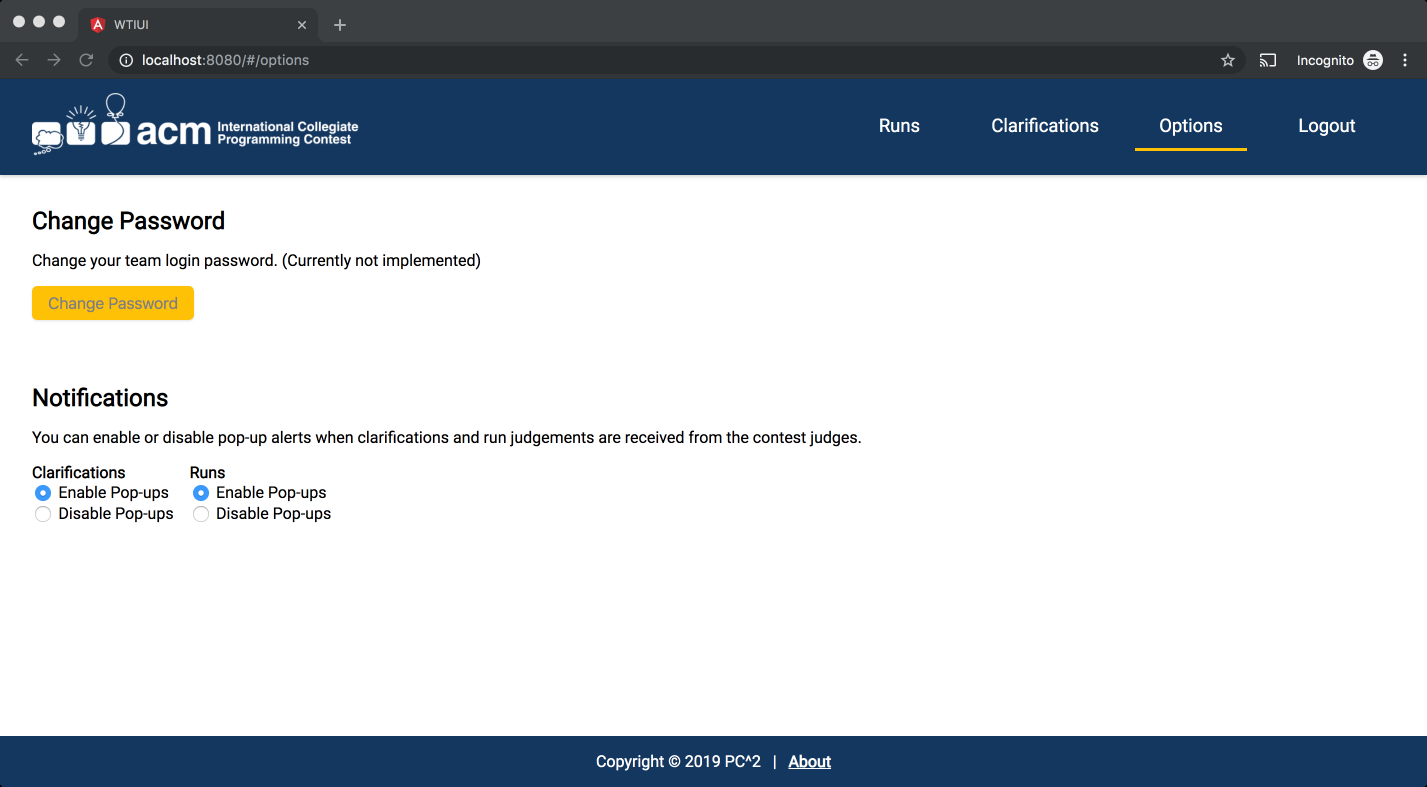 WTIUI
localhost:8080/#/options
Incognito
acm International Collegiate
Programming Contest
Runs Clarifications Options Logout
Change Password
Change your team login password. (Currently not implemented)
Change Password
Notifications
You can enable or disable pop-up alerts when clarifications and run judgements are received from the contest judges.
Clarifications Runs
Enable Pop-ups Enable Pop-ups
Disable Pop-ups Disable Pop-ups
Copyright © 2019 PC^2 | About